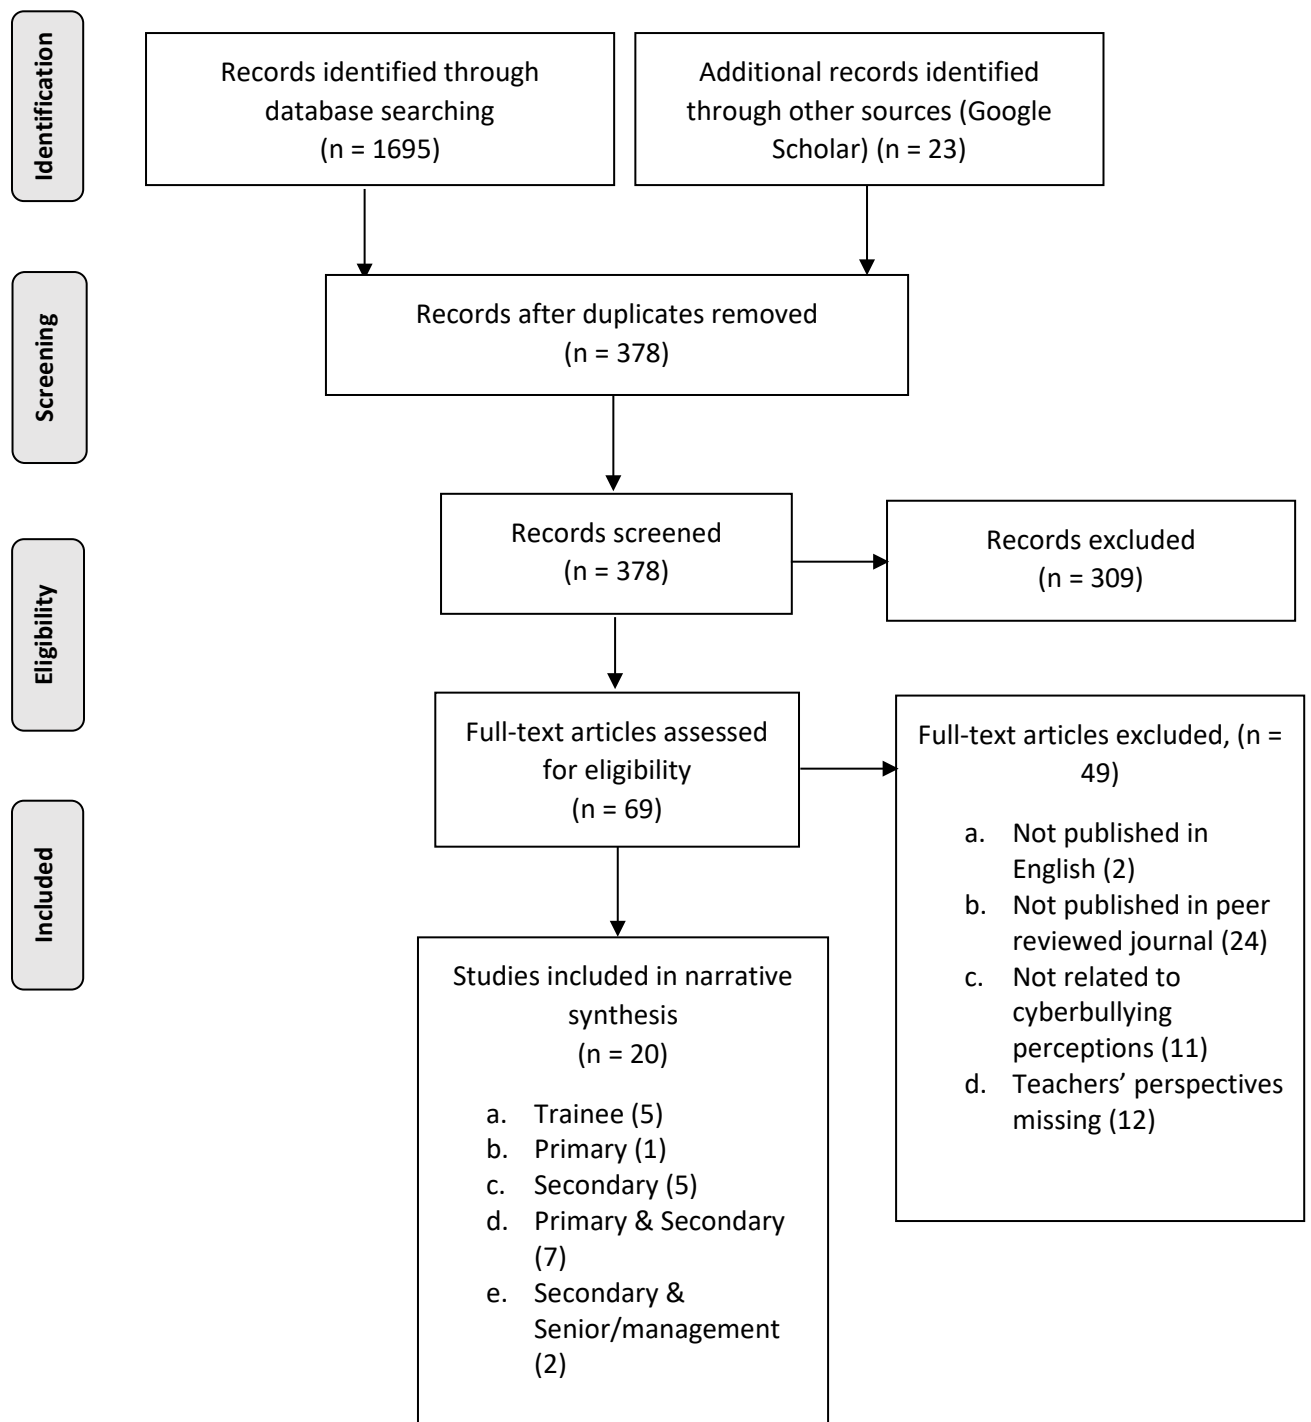 Identification
Records identified through
database searching
(n = 1695)
Additional records identified
through other sources (Google
Scholar) (n = 23)
Screening
Records after duplicates removed
(n = 378)
Eligibility
Records screened
(n = 378)
Records excluded
(n = 309)
Full-text articles assessed
for eligibility
(n = 69)
Full-text articles excluded, (n =
49)
a. Not published in
English (2)
b. Not published in peer
reviewed journal (24)
c. Not related to
cyberbullying
perceptions (11)
d. Teachers’ perspectives
missing (12)
Included
Studies included in narrative
synthesis
(n = 20)
a. Trainee (5)
b. Primary (1)
c. Secondary (5)
d. Primary & Secondary
(7)
e. Secondary &
Senior/management
(2)